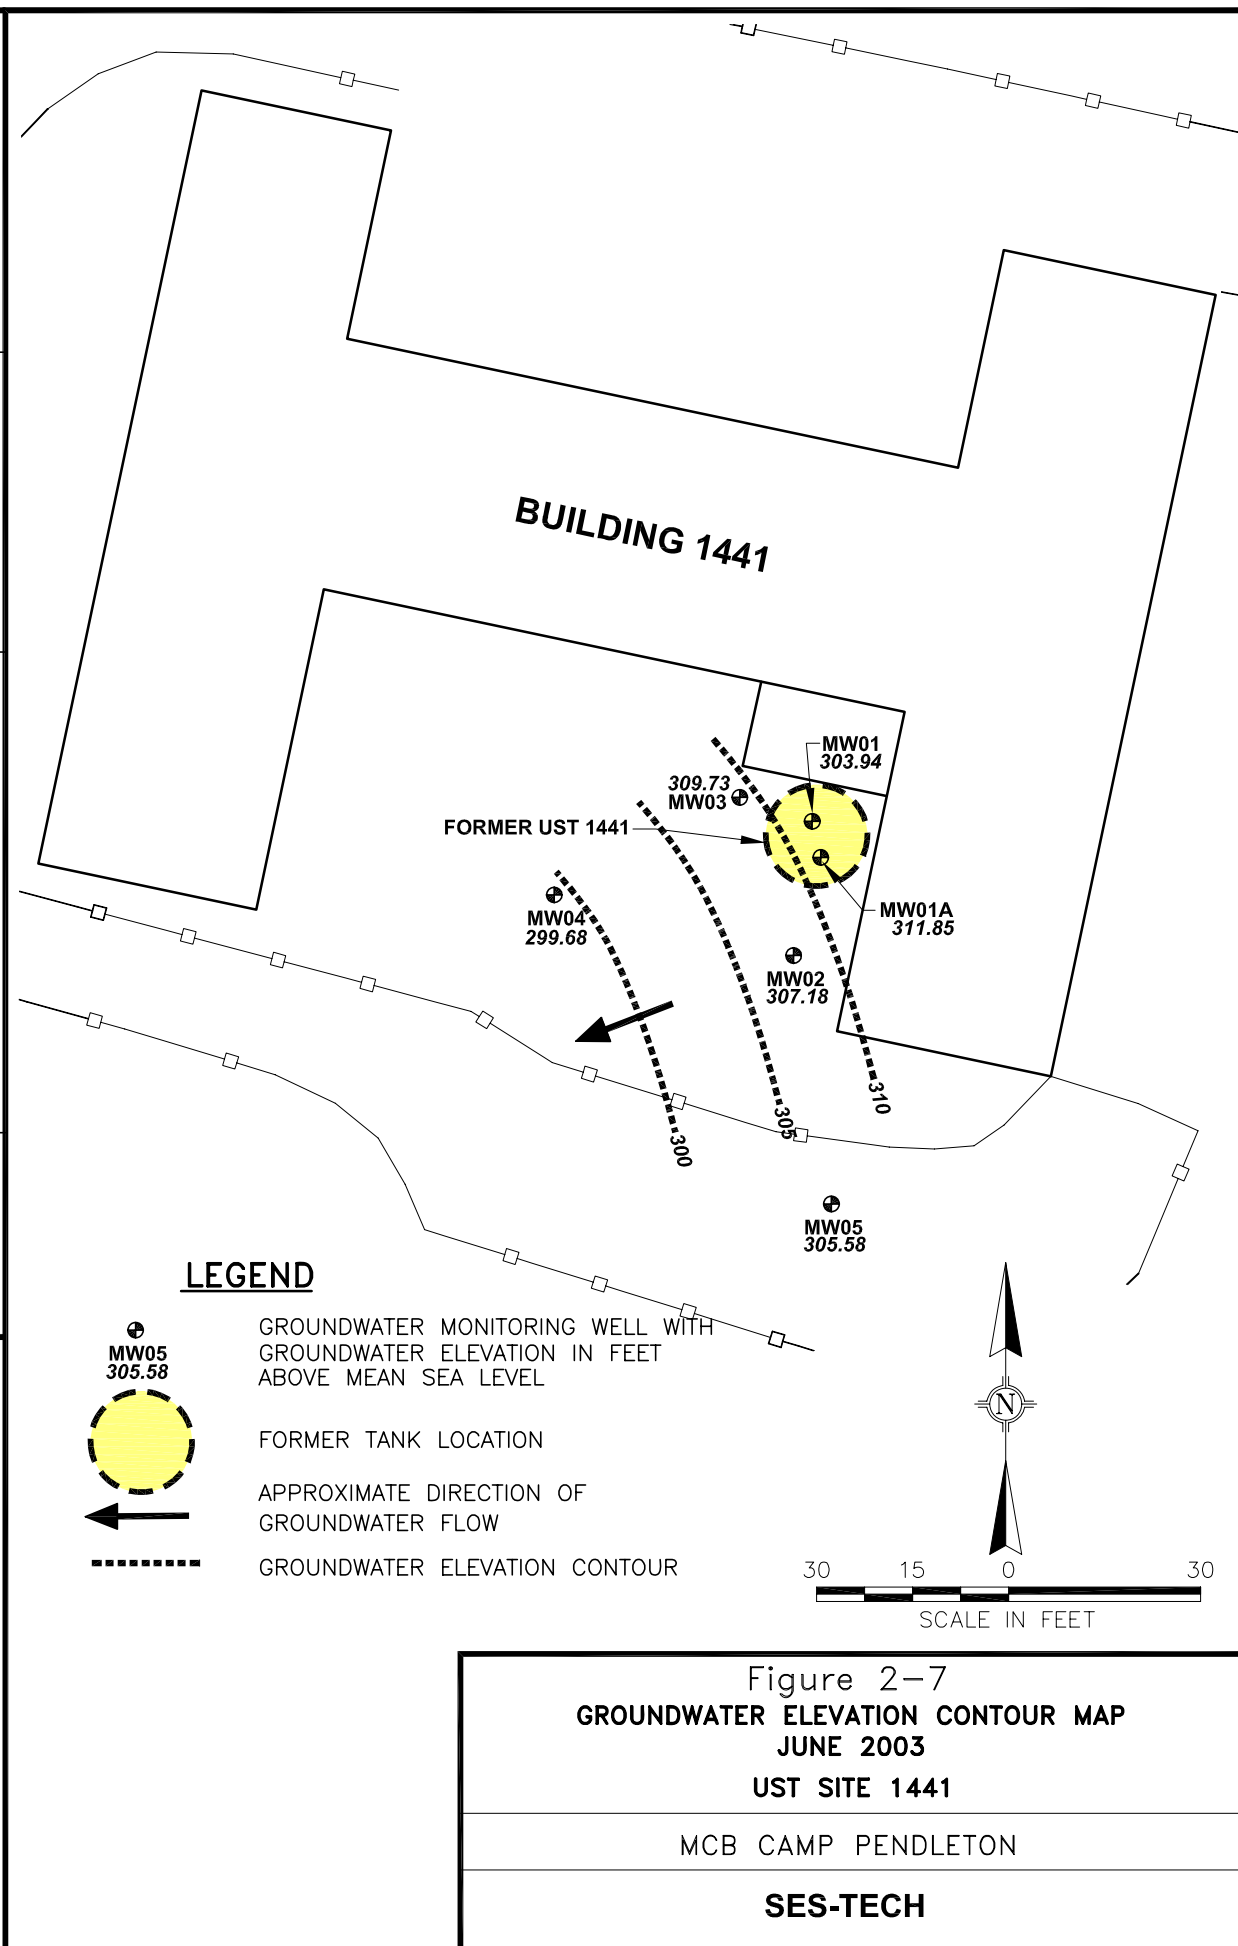 BUILDING 1441
MW01
303.94
309.73
MW03
FORMER UST 1441
MW04
299.68
MW01A
311.85
MW02
307.18
310
305
300
MW05
305.58
LEGEND
MW05
305.58
GROUNDWATER MONITORING WELL WITH
GROUNDWATER ELEVATION IN FEET
ABOVE MEAN SEA LEVEL
FORMER TANK LOCATION
APPROXIMATE DIRECTION OF
GROUNDWATER FLOW
GROUNDWATER ELEVATION CONTOUR
N
30 15 0 30
SCALE IN FEET
Figure 2-7
GROUNDWATER ELEVATION CONTOUR MAP
JUNE 2003
UST SITE 1441
MCB CAMP PENDLETON
SES-TECH